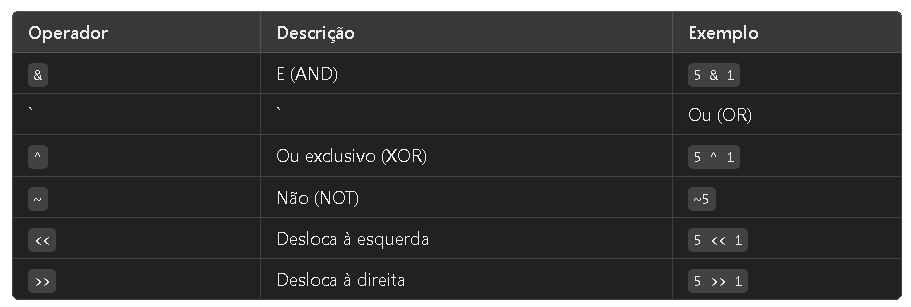 Operador Descrição Exemplo
& E (AND) 5 & 1
` ` Ou (OR)
^ Ou exclusivo (XOR) 5 ^ 1
~ Não (NOT) ~5
<< Desloca à esquerda 5 << 1
>> Desloca à direita 5 >> 1